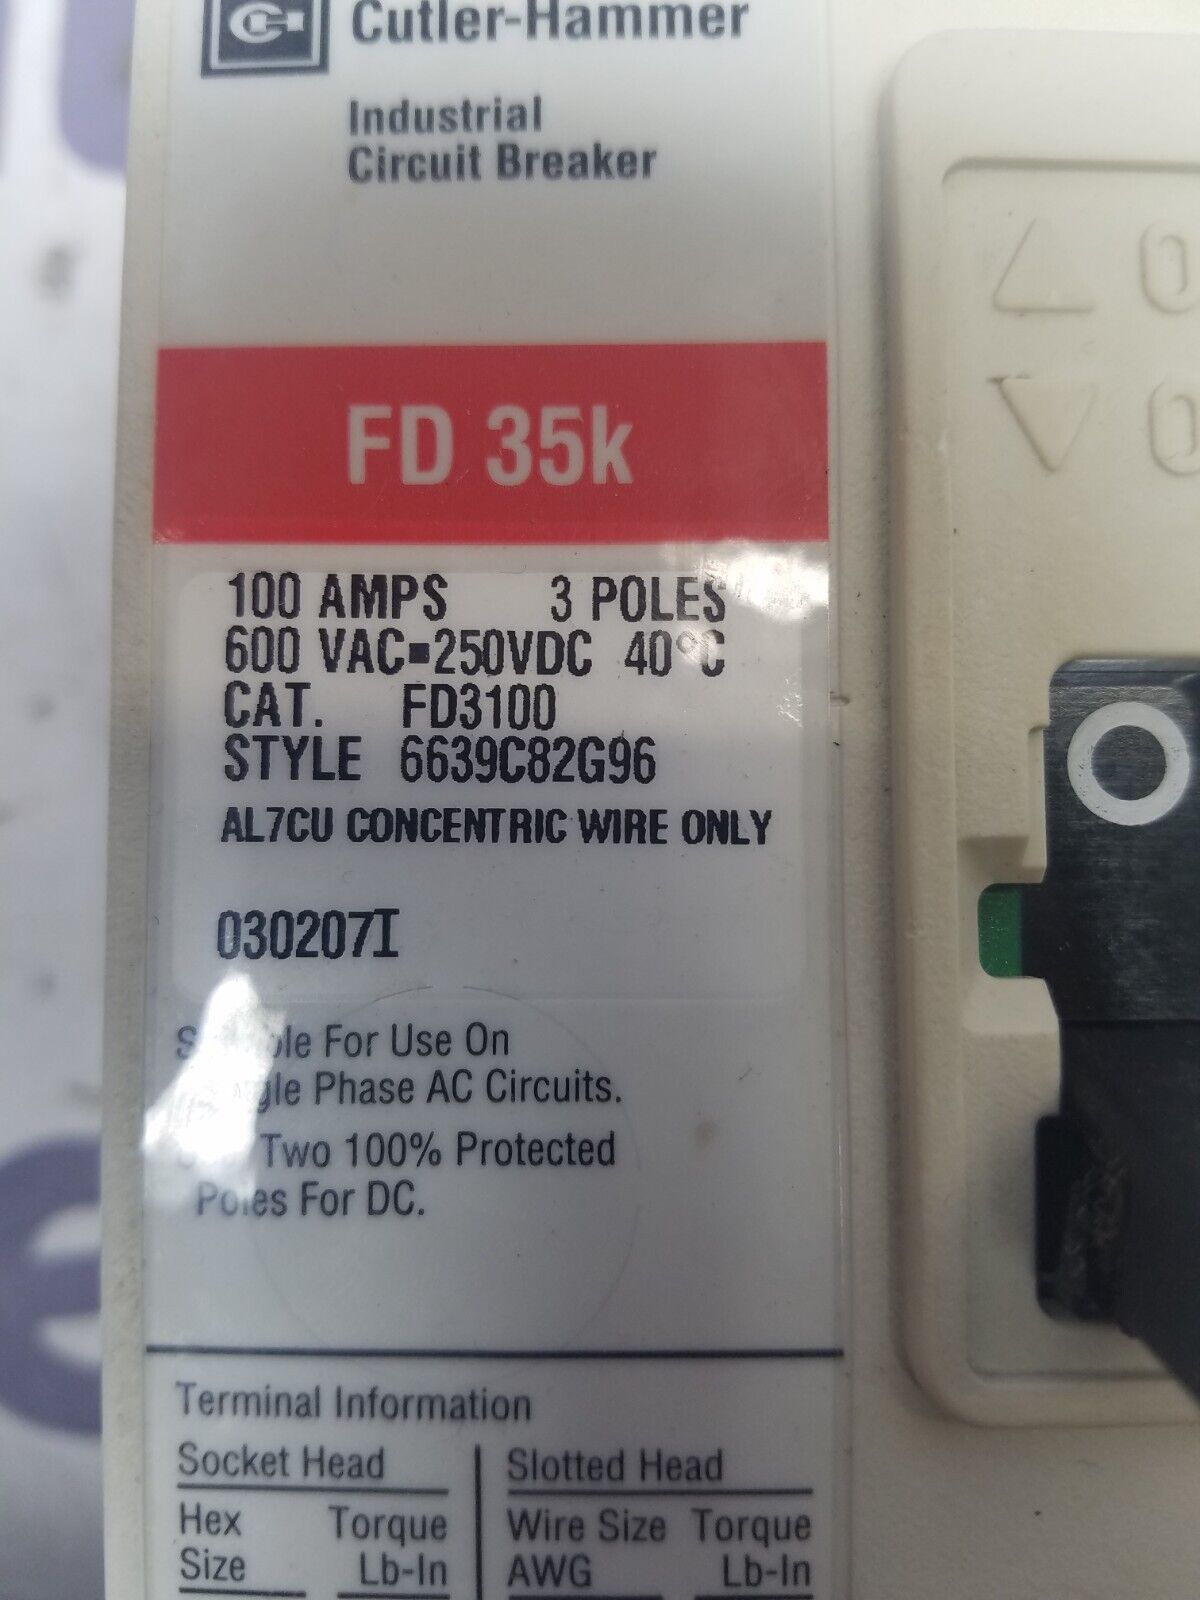 Cutler-Hammer
Industrial
Circuit Breaker
FD 35k
100 AMPS 3 POLES
600 VAC=250VDC 40°C
CAT. FD3100
STYLE 6639C82G96
AL7CU CONCENTRIC WIRE ONLY
030207I
For Use On
Phase AC Circuits.
Two 100% Protected
Poles For DC.
Terminal Information
Socket Head
Hex Torque
Size Lb-In
Slotted Head
Wire Size Torque
AWG Lb-In